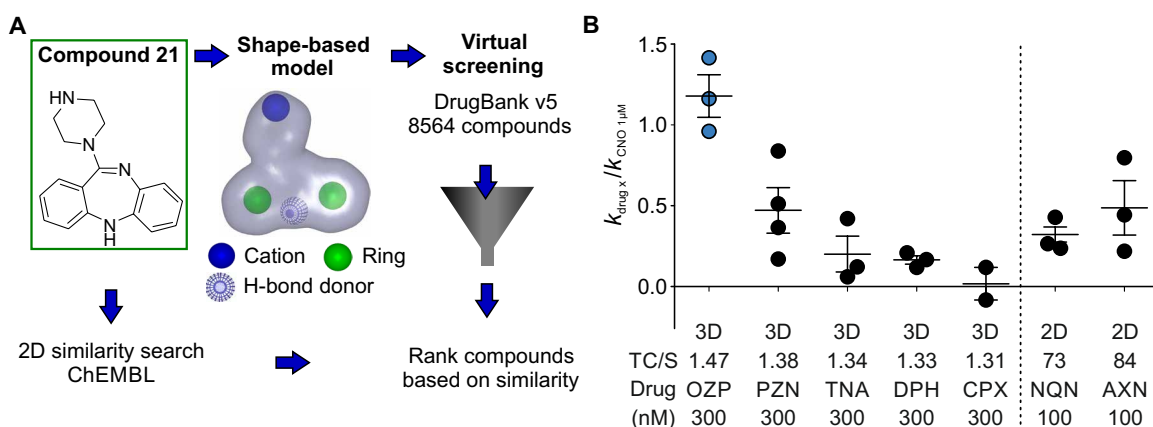 A
Compound 21
HN
N
N
N
H
Shape-based
model
Virtual
screening
DrugBank v5
8564 compounds
Cation
Ring
H-bond donor
2D similarity search
ChEMBL
Rank compounds
based on similarity
B
k drug x/k CNO 1µM
1.5
1.0
0.5
0.0
3D 3D 3D 3D 3D 2D 2D
TC/S 1.47 1.38 1.34 1.33 1.31 73 84
Drug OZP PZN TNA DPH CPX NQN AXN
(nM) 300 300 300 300 300 100 100